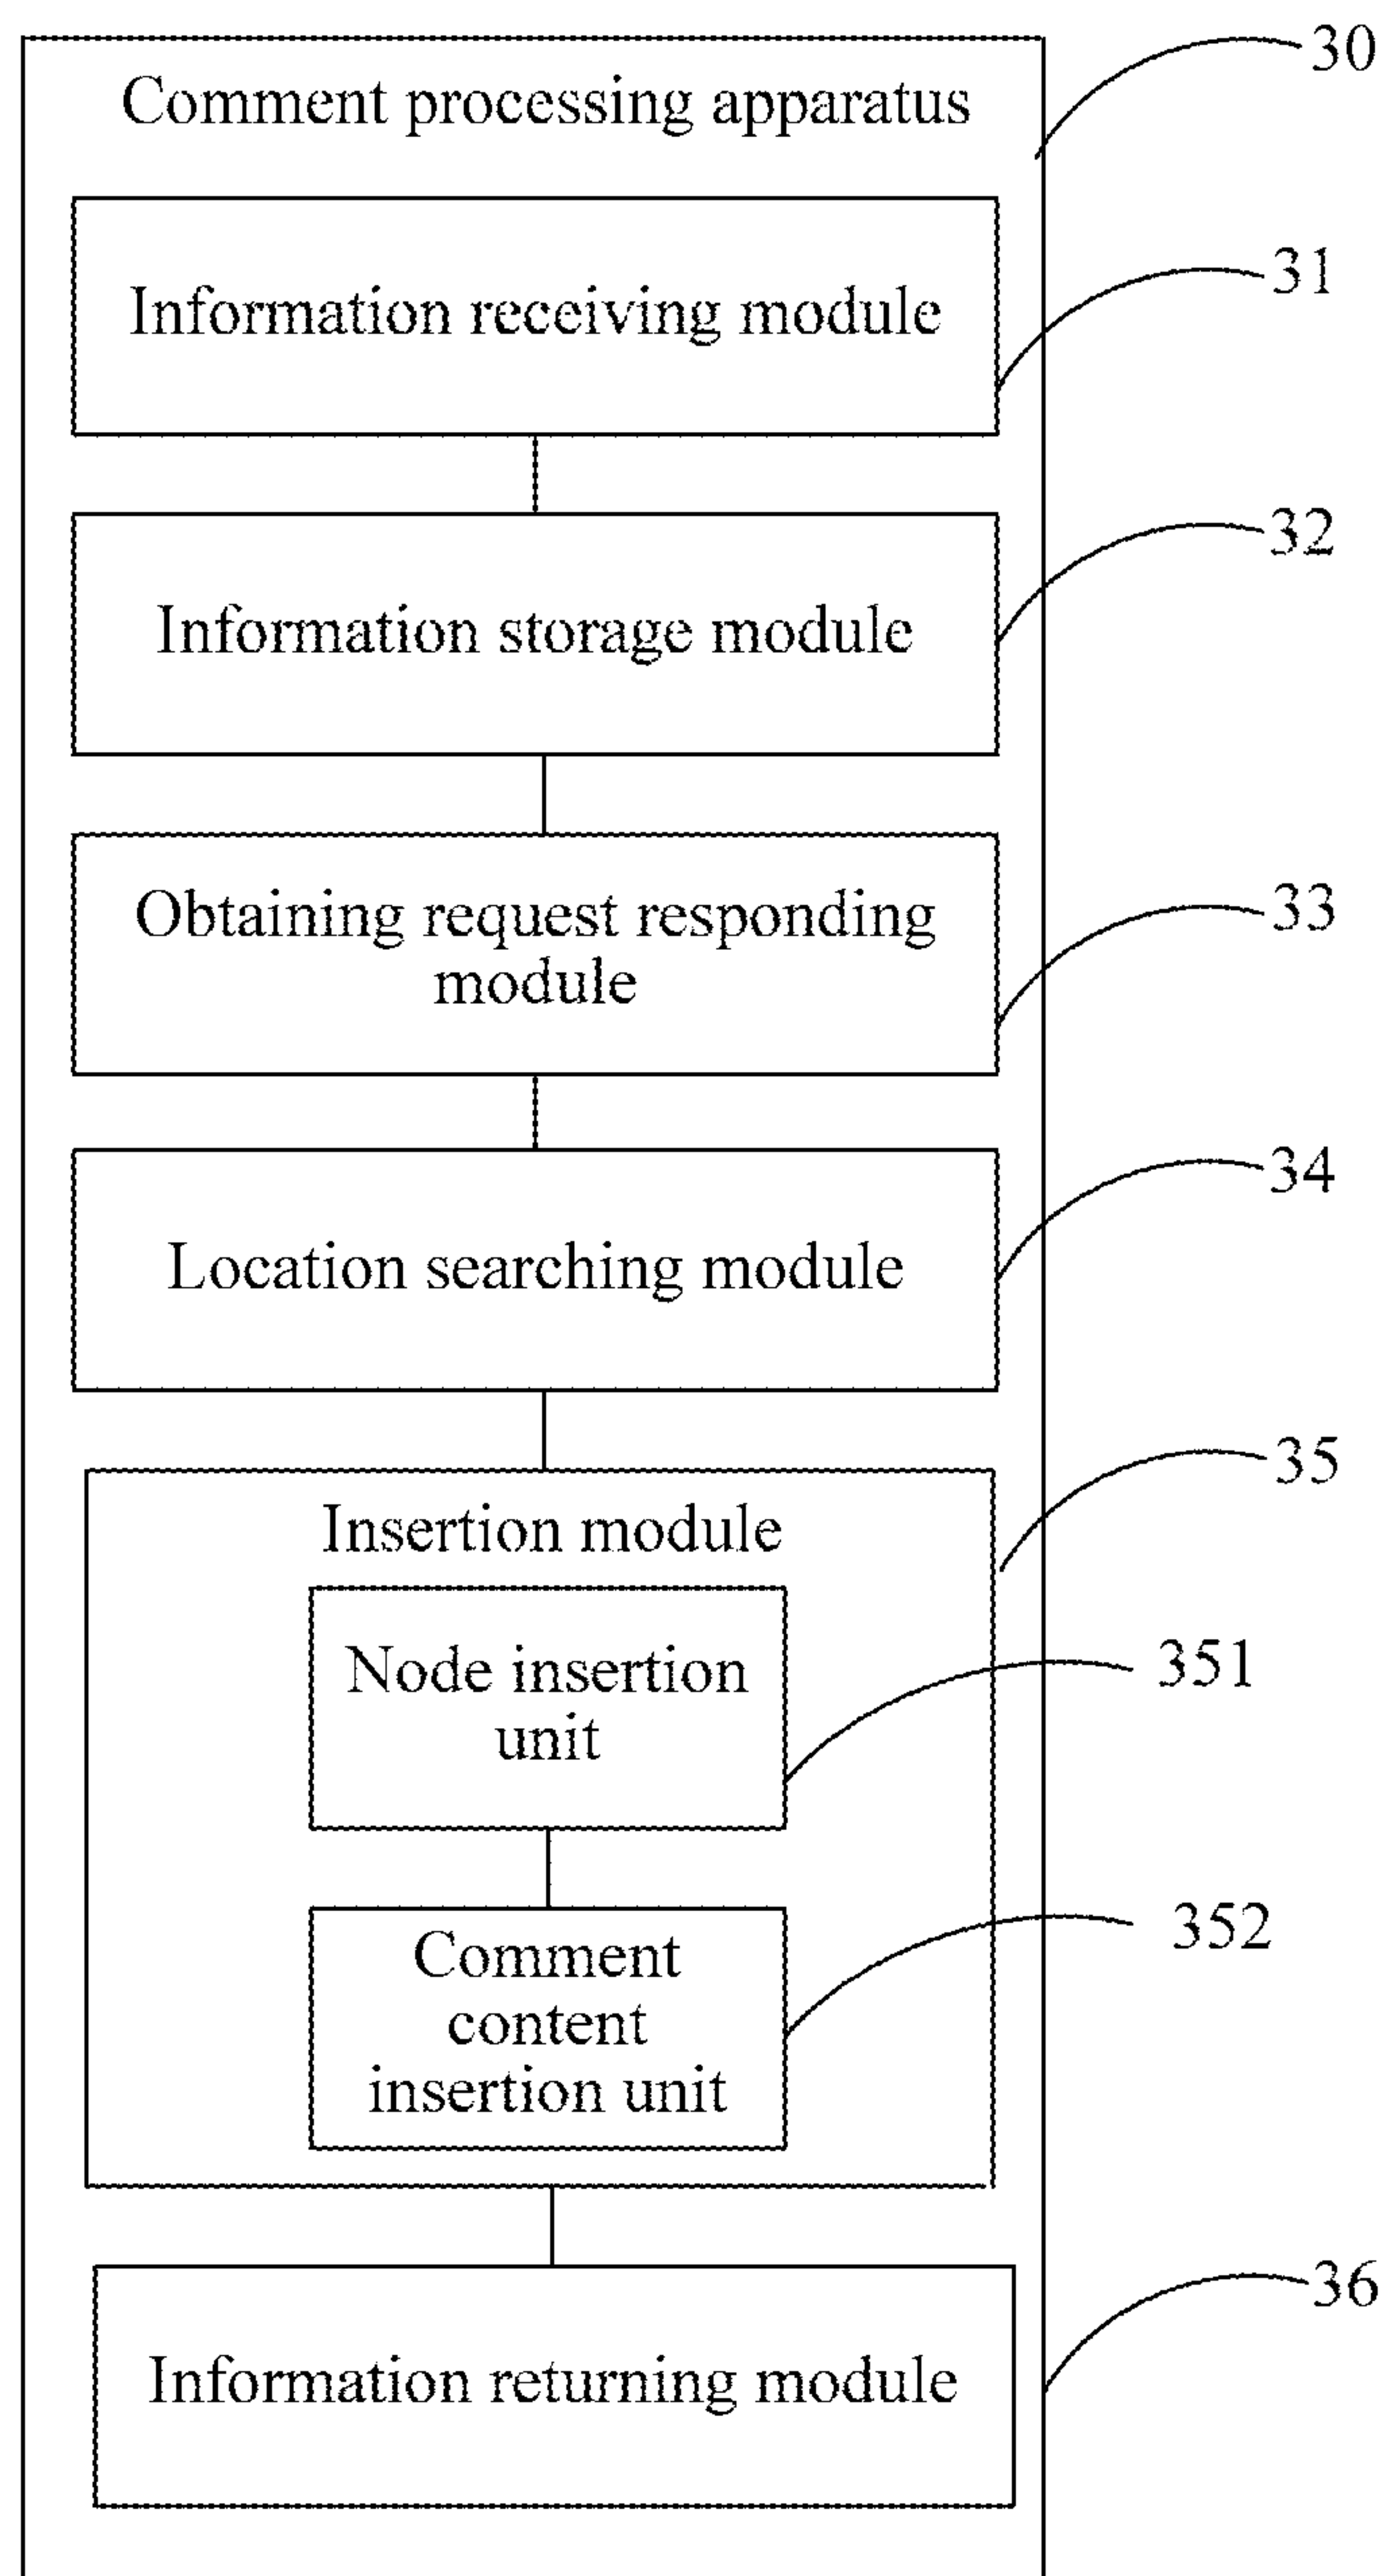 30
Comment processing apparatus
31
Information receiving module
32
Information storage module
33
Obtaining request responding
module
34
Location searching module
35
Insertion module
351
Node insertion
unit
352
Comment
content
insertion unit
36
Information returning module